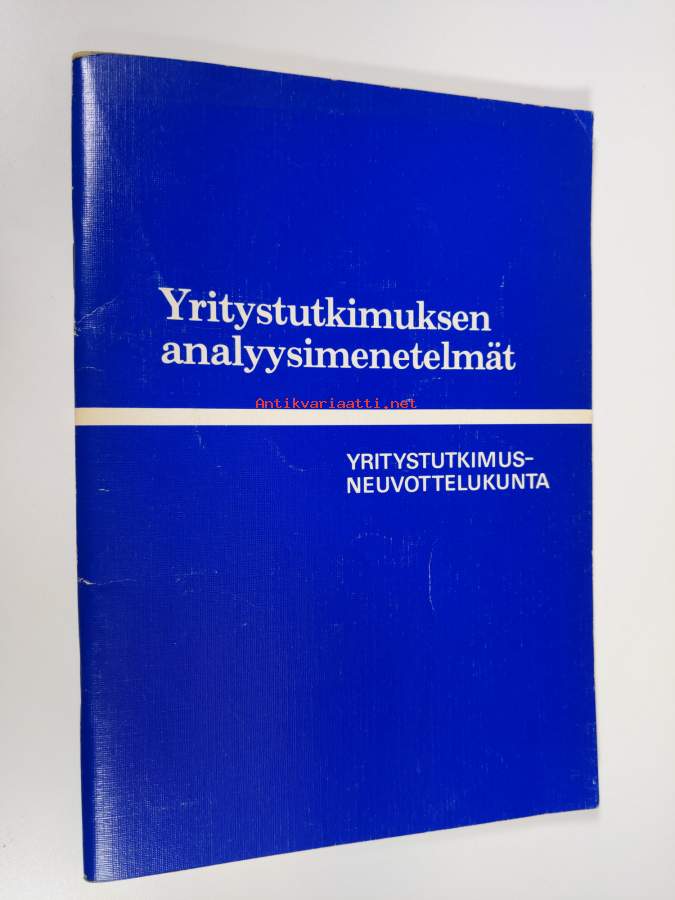 Yritystutkimuksen
analyysimenetelmät
Antikvariaatti.net
YRITYSTUTKIMUS-
NEUVOTTELUKUNTA